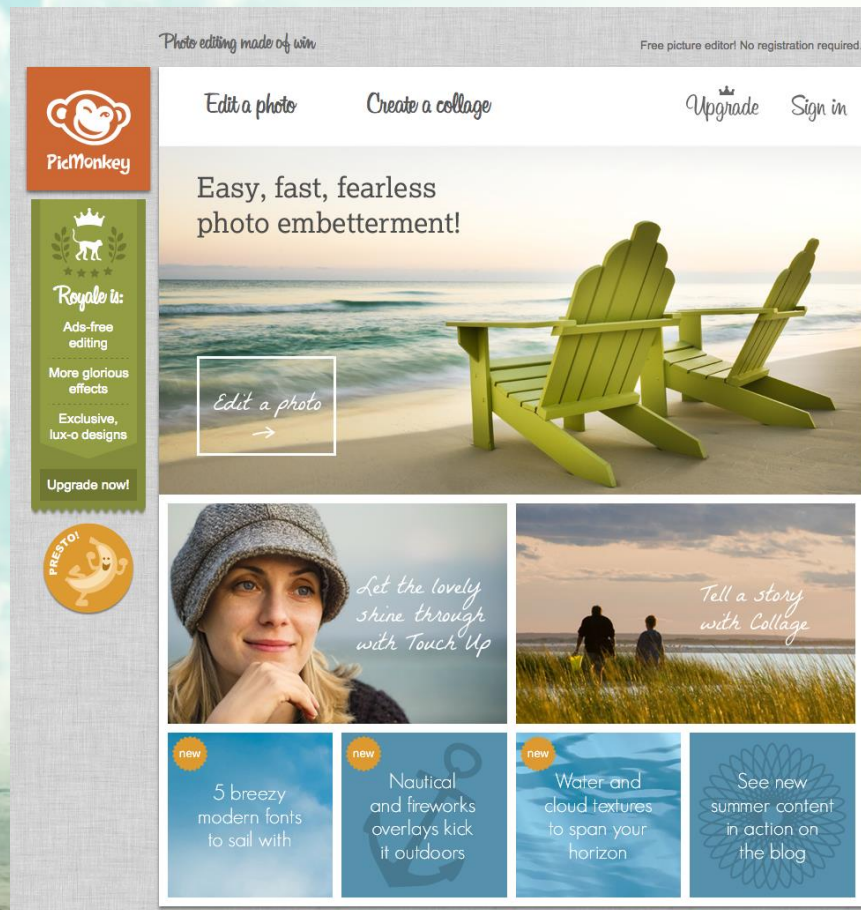 Photo editing made of win
Free picture editor! No registration required.
PicMonkey
Edit a photo
Create a collage
Upgrade
Sign in
Royale is:
Ads-free
editing
More glorious
effects
Exclusive,
lux-o designs
Upgrade now!
PRESTO!
Easy, fast, fearless
photo embetterment!
Edit a photo
→
Let the lovely
shine through
with Touch Up
Tell a story
with Collage
new
5 breezy
modern fonts
to sail with
new
Nautical
and fireworks
overlays kick
it outdoors
new
Water and
cloud textures
to span your
horizon
See new
summer content
in action on
the blog